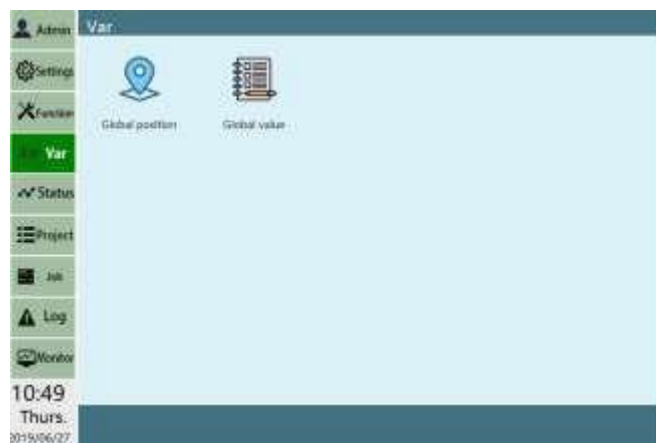 Admin
Settings
Function
Var
Status
Project
Job
Log
Monitor
10:49
Thurs.
2019/06/27
Var
Global position
Global value